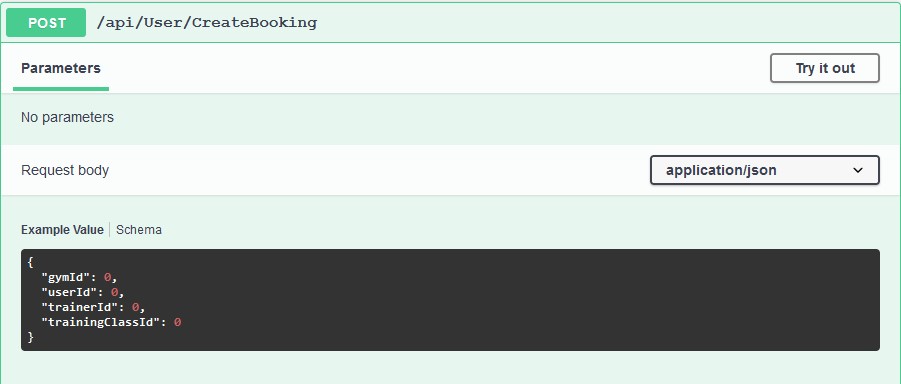 POST /api/User/CreateBooking
Parameters Try it out
No parameters
Request body application/json
Example Value Schema
{
"gymId": 0,
"userId": 0,
"trainerId": 0,
"trainingClassId": 0
}